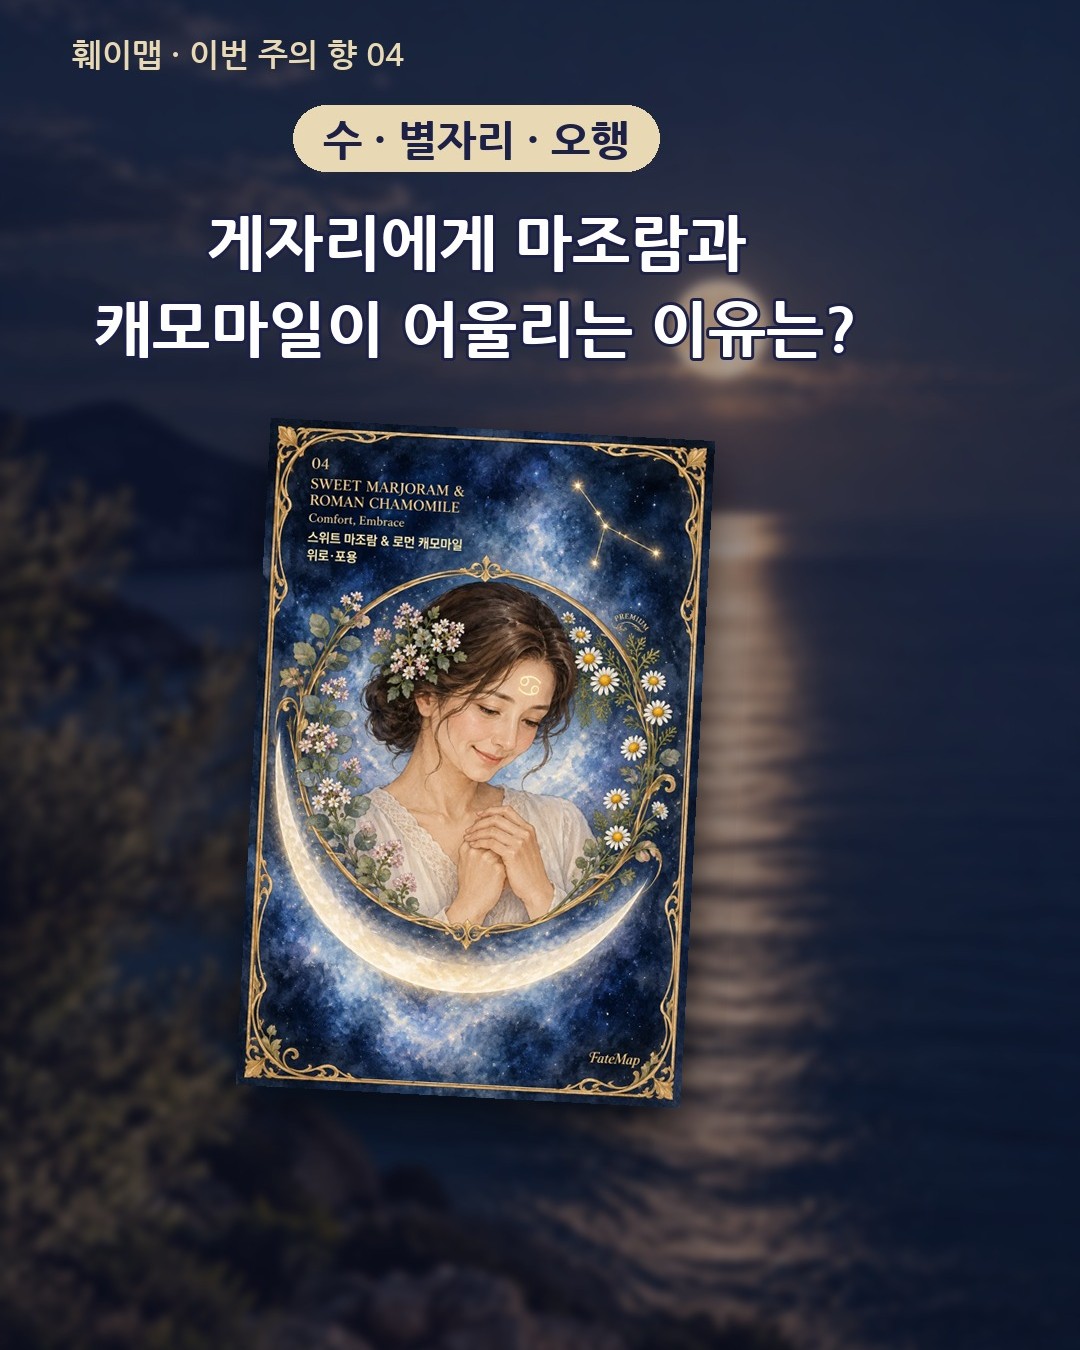 훼이맵 · 이번 주의 향 04
수 · 별자리 · 오행
게자리에게 마조람과
캐모마일이 어울리는 이유는?
04
SWEET MARJORAM &
ROMAN CHAMOMILE
Comfort, Embrace
스위트 마조람 & 로먼 캐모마일
위로·포용
PREMIUM
FateMap